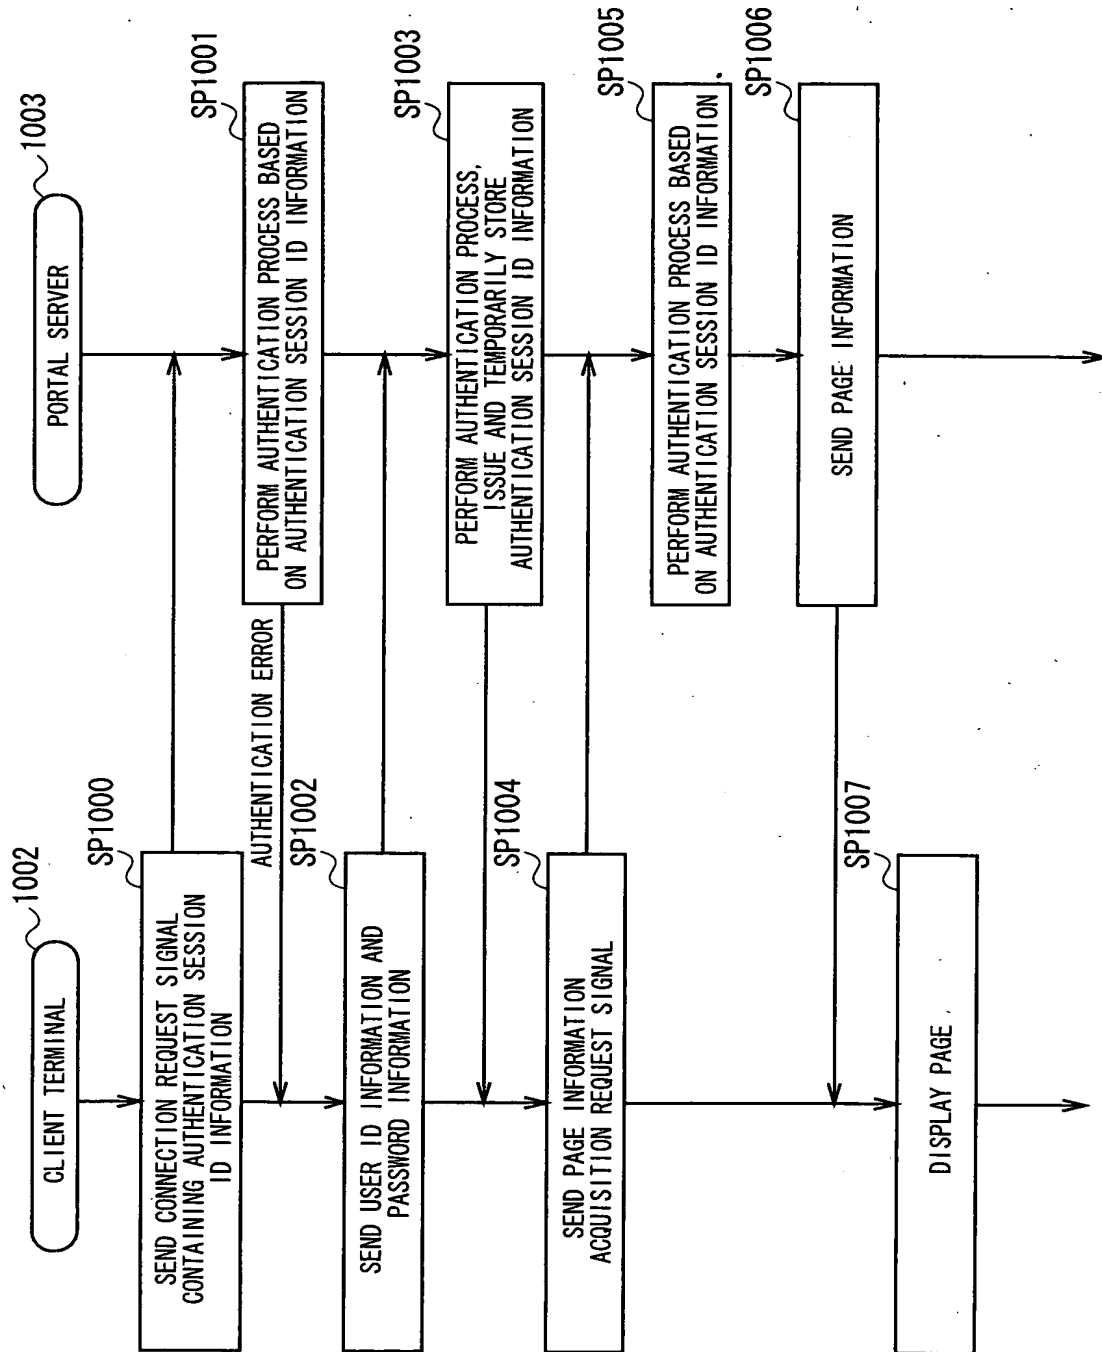 CLIENT TERMINAL
1002
PORTAL SERVER
1003
SP1000
SEND CONNECTION REQUEST SIGNAL
CONTAINING AUTHENTICATION SESSION
ID INFORMATION
SP1001
PERFORM AUTHENTICATION PROCESS BASED
ON AUTHENTICATION SESSION ID INFORMATION
AUTHENTICATION ERROR
SP1002
SEND USER ID INFORMATION AND
PASSWORD INFORMATION
SP1003
PERFORM AUTHENTICATION PROCESS,
ISSUE AND TEMPORARILY STORE
AUTHENTICATION SESSION ID INFORMATION
SP1004
SEND PAGE INFORMATION
ACQUISITION REQUEST SIGNAL
SP1005
PERFORM AUTHENTICATION PROCESS BASED
ON AUTHENTICATION SESSION ID INFORMATION
SP1006
SEND PAGE INFORMATION
SP1007
DISPLAY PAGE